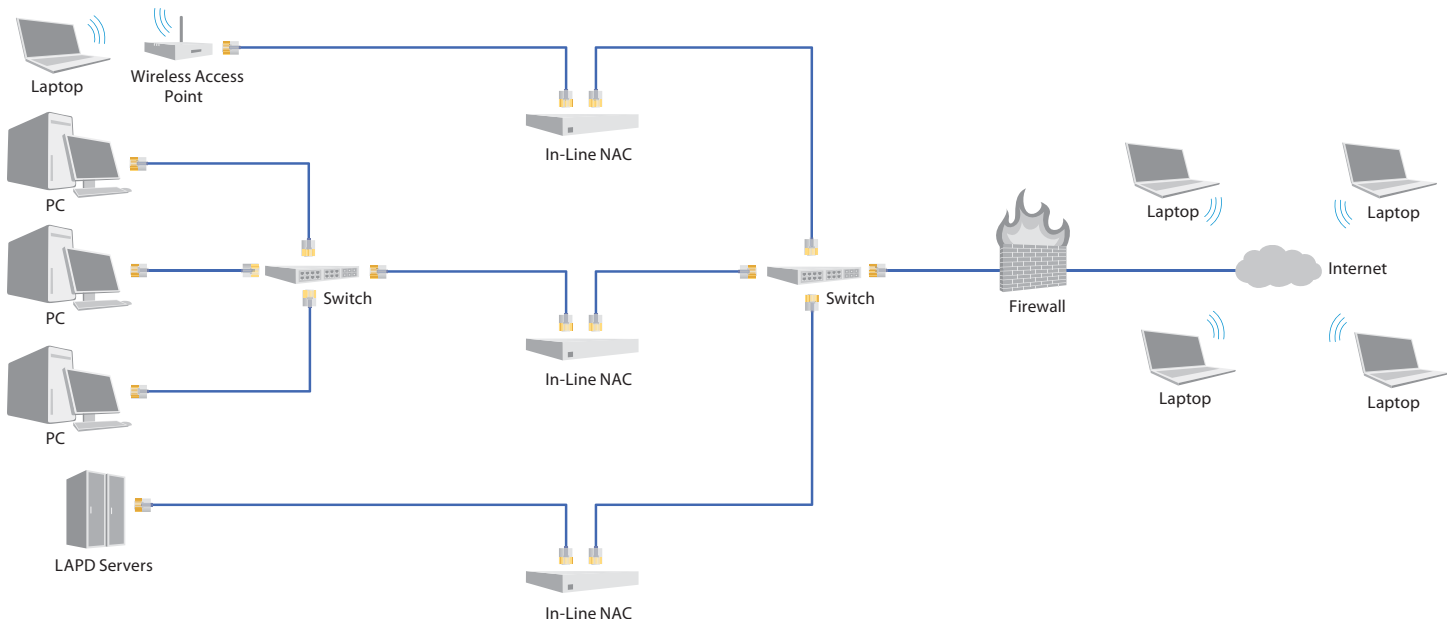 Laptop
Wireless Access
Point
In-Line NAC
PC
Laptop
Laptop
PC
Switch
In-Line NAC
Switch
Firewall
Internet
PC
Laptop
Laptop
LAPD Servers
In-Line NAC